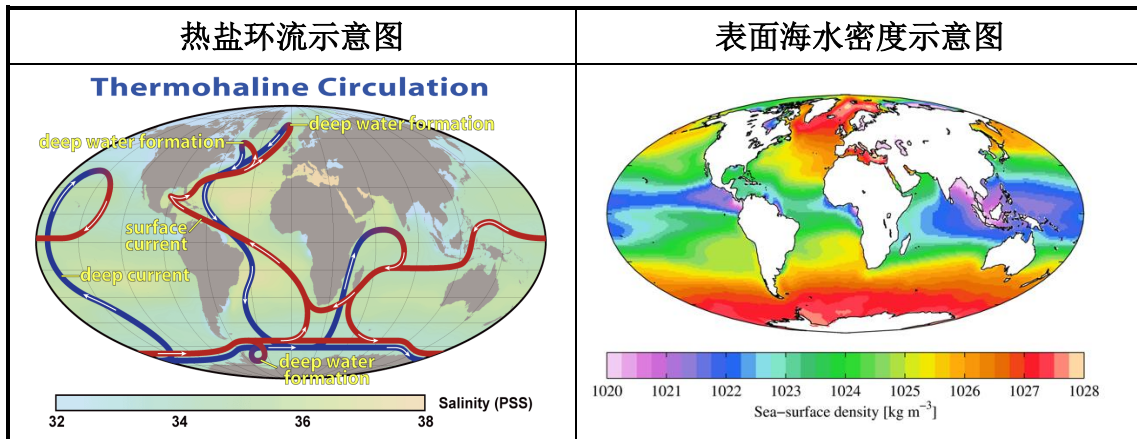 热盐环流示意图
表面海水密度示意图
Thermohaline Circulation
deep water formation
deep water formation
surface
current
deep current
deep water
formation
Salinity (PSS)
32 34 36 38
1020 1021 1022 1023 1024 1025 1026 1027 1028
Sea−surface density [kg m⁻³]